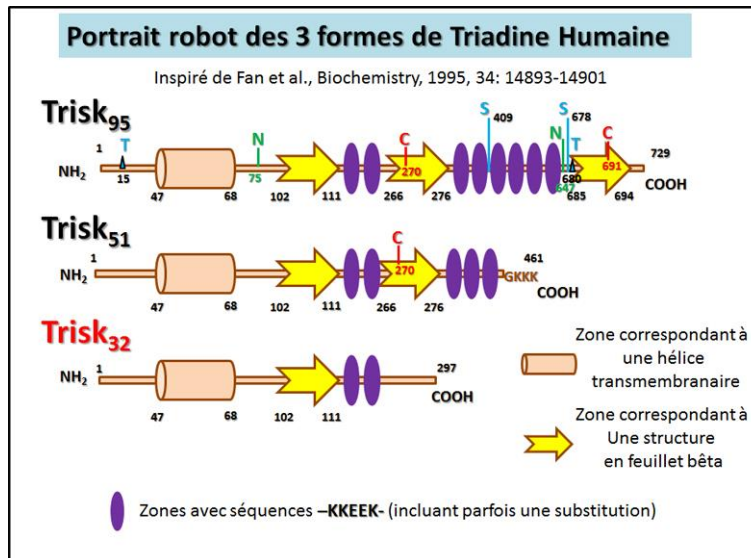 Portrait robot des 3 formes de Triadine Humaine
Inspiré de Fan et al., Biochemistry, 1995, 34: 14893-14901
Trisk95
1 T N C S 409 S 678 N T C 729
NH2 15 75 270 647 680 691 COOH
47 68 102 111 266 276 685 694
Trisk51
1 C 461
NH2 270 GKKK COOH
47 68 102 111 266 276
Trisk32
1 297
NH2 COOH
47 68 102 111
Zone correspondant à
une hélice
transmembranaire
Zone correspondant à
Une structure
en feuillet bêta
Zones avec séquences –KKEEK- (incluant parfois une substitution)